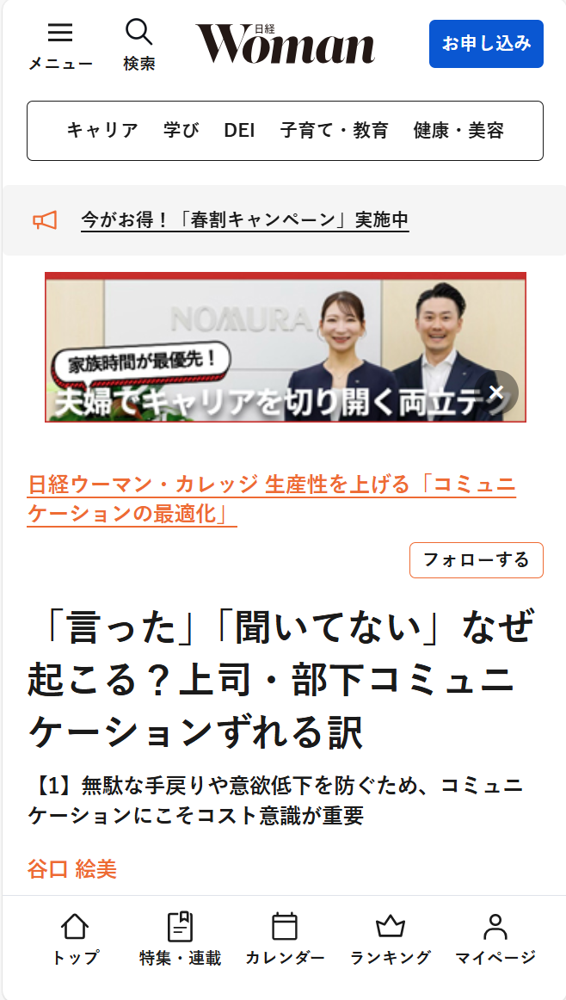 メニュー
検索
日経
Woman
お申し込み
キャリア 学び DEI 子育て・教育 健康・美容
今がお得！「春割キャンペーン」実施中
NOMURA
家族時間が最優先！
夫婦でキャリアを切り開く両立テク
日経ウーマン・カレッジ 生産性を上げる「コミュニ
ケーションの最適化」
フォローする
「言った」「聞いてない」なぜ
起こる？上司・部下コミュニ
ケーションずれる訳
【1】無駄な手戻りや意欲低下を防ぐため、コミュニ
ケーションにこそコスト意識が重要
谷口 絵美
トップ 特集・連載 カレンダー ランキング マイページ